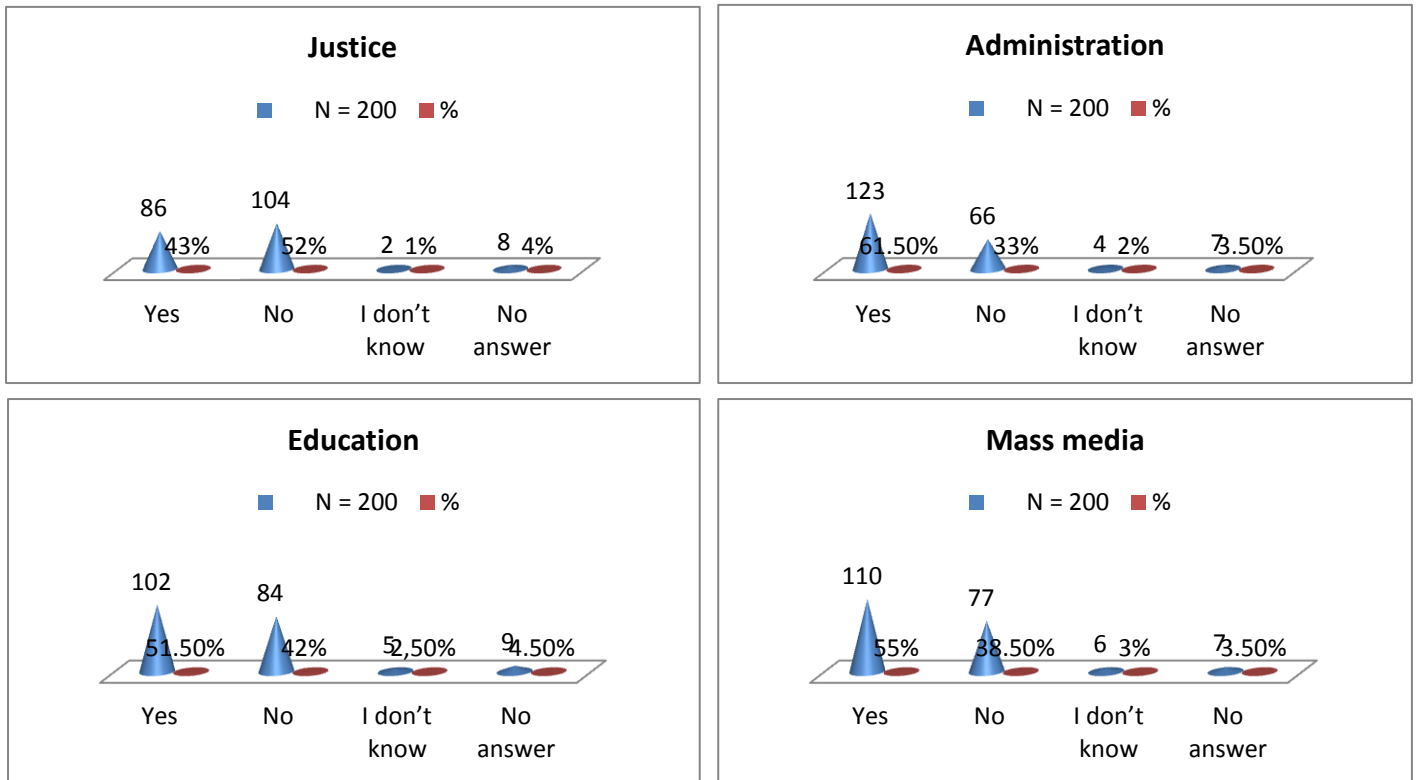 Justice
N = 200 %
86
104
43%
52%
2 1%
8 4%
Yes No I don’t know No answer
Administration
N = 200 %
123
66
61.50%
33%
4 2%
7 3.50%
Yes No I don’t know No answer
Education
N = 200 %
102
84
51.50%
42%
5 2,50%
9 4.50%
Yes No I don’t know No answer
Mass media
N = 200 %
110
77
55%
38.50%
6 3%
7 3.50%
Yes No I don’t know No answer